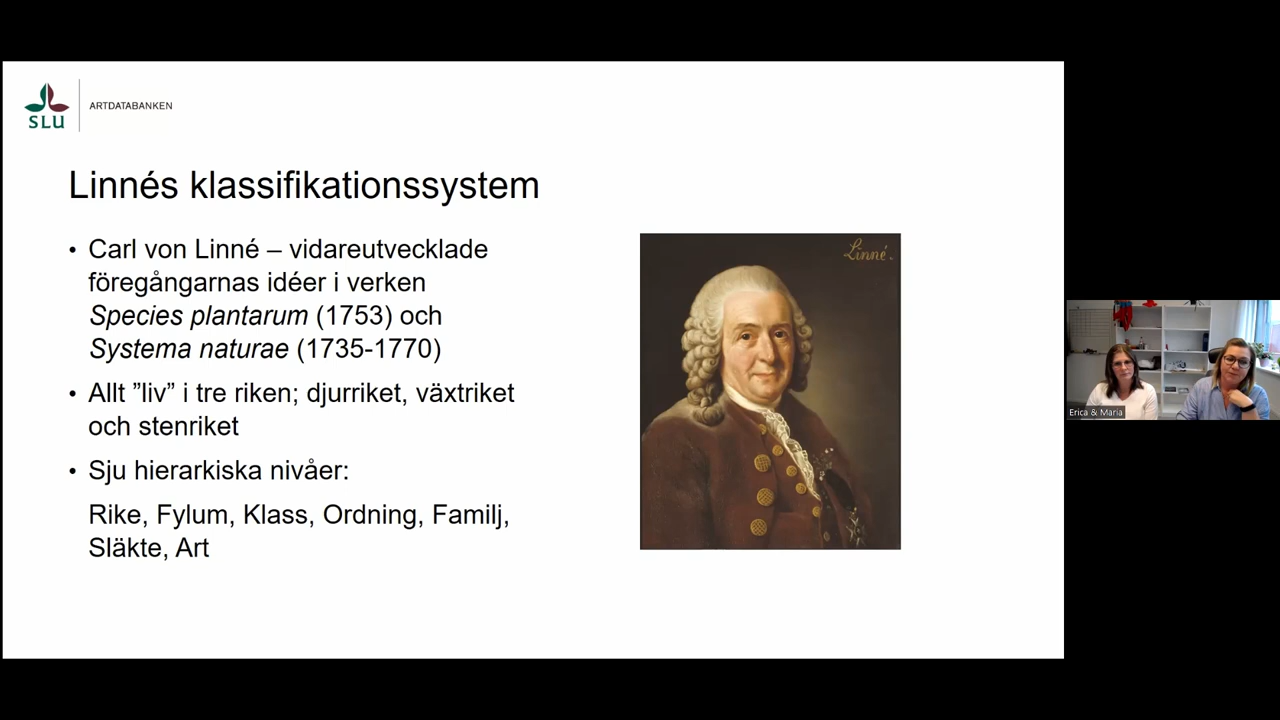 SLU
ARTDATABANKEN
Linnés klassifikationssystem
• Carl von Linné – vidareutvecklade
föregångarnas idéer i verken
Species plantarum (1753) och
Systema naturae (1735-1770)
• Allt ”liv” i tre riken; djurriket, växtriket
och stenriket
• Sju hierarkiska nivåer:
Rike, Fylum, Klass, Ordning, Familj,
Släkte, Art
Linné.
Erica & Maria